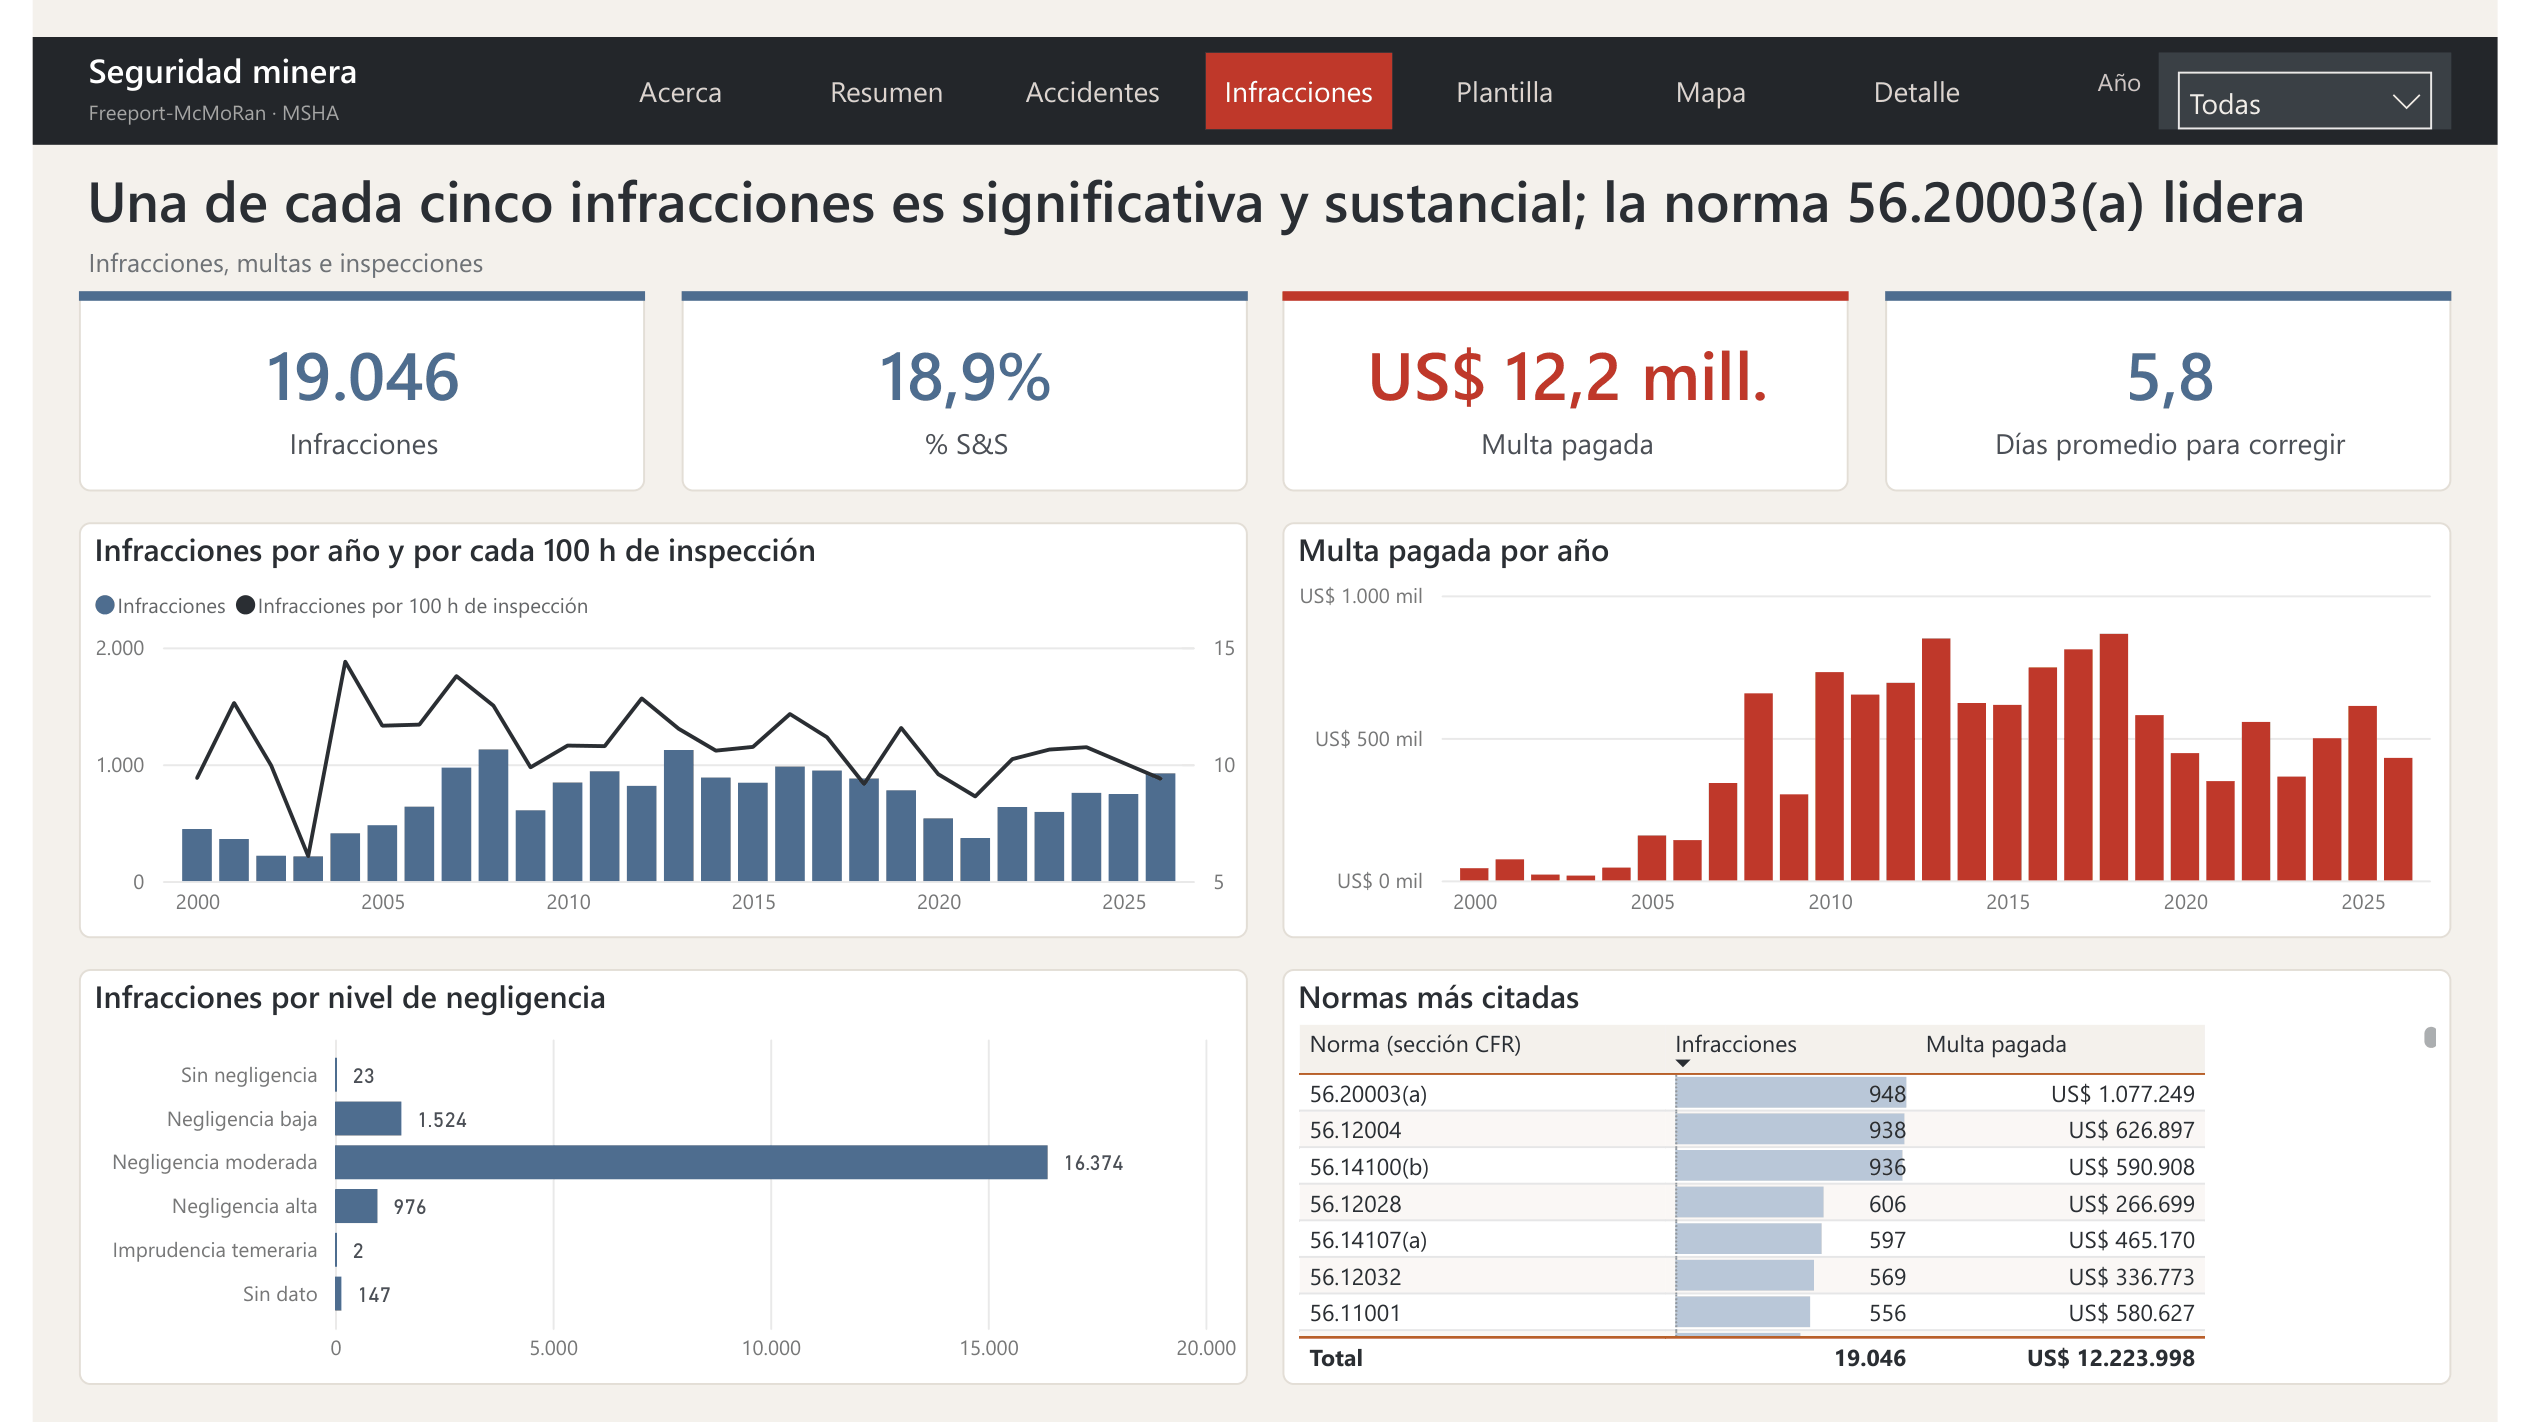 Seguridad minera
Freeport-McMoRan · MSHA
Acerca
Resumen
Accidentes
Infracciones
Plantilla
Mapa
Detalle
Año
Todas
Una de cada cinco infracciones es significativa y sustancial; la norma 56.20003(a) lidera
Infracciones, multas e inspecciones
19.046
Infracciones
18,9%
% S&S
US$ 12,2 mill.
Multa pagada
5,8
Días promedio para corregir
Infracciones por año y por cada 100 h de inspección
Infracciones Infracciones por 100 h de inspección
2.000 15
1.000 10
0 5
2000 2005 2010 2015 2020 2025
Multa pagada por año
US$ 1.000 mil
US$ 500 mil
US$ 0 mil
2000 2005 2010 2015 2020 2025
Infracciones por nivel de negligencia
Sin negligencia 23
Negligencia baja 1.524
Negligencia moderada 16.374
Negligencia alta 976
Imprudencia temeraria 2
Sin dato 147
0 5.000 10.000 15.000 20.000
Normas más citadas
Norma (sección CFR) Infracciones Multa pagada
56.20003(a) 948 US$ 1.077.249
56.12004 938 US$ 626.897
56.14100(b) 936 US$ 590.908
56.12028 606 US$ 266.699
56.14107(a) 597 US$ 465.170
56.12032 569 US$ 336.773
56.11001 556 US$ 580.627
Total 19.046 US$ 12.223.998